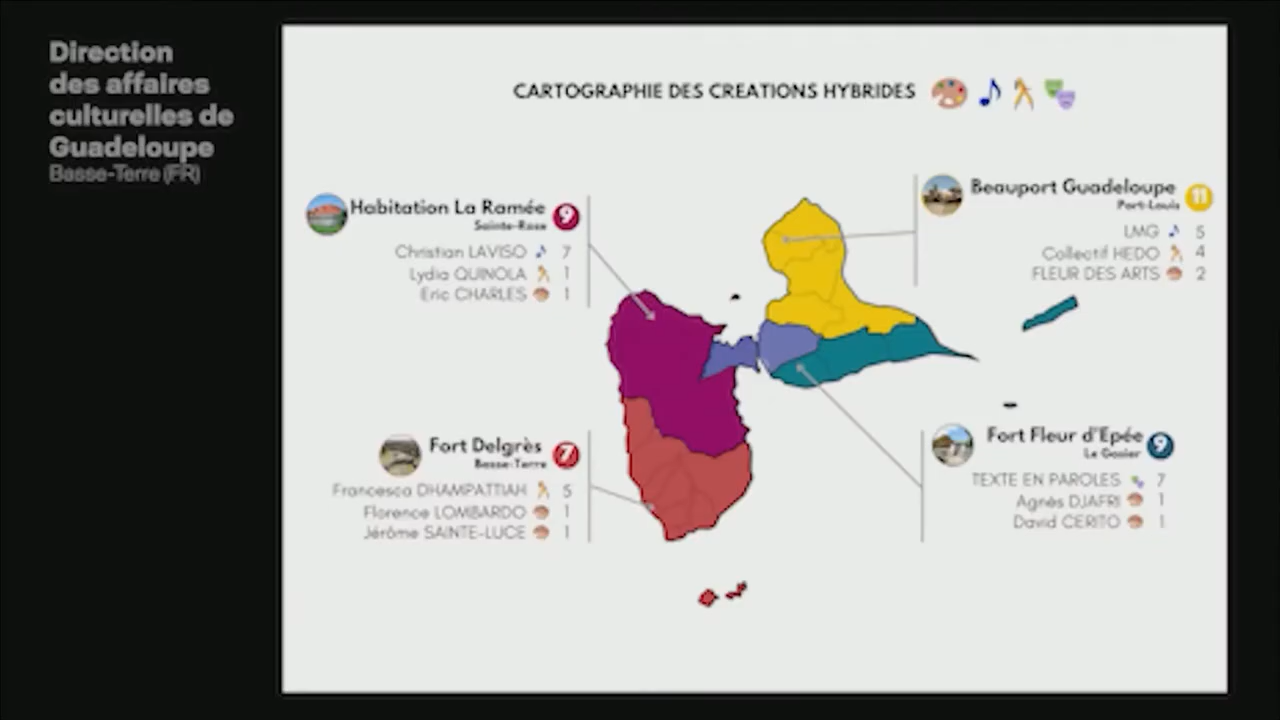 Direction
des affaires
culturelles de
Guadeloupe
Basse-Terre (FR)
CARTOGRAPHIE DES CREATIONS HYBRIDES
Habitation La Ramée 9
Sainte-Rose
Christian LAVISO 7
Lydia QUINOLA 1
Eric CHARLES 1
Beauport Guadeloupe 11
Port-Louis
LMG 5
Collectif HEDO 4
FLEUR DES ARTS 2
Fort Delgrès 7
Basse-Terre
Francesca DHAMPATTIAH 5
Florence LOMBARDO 1
Jérôme SAINTE-LUCE 1
Fort Fleur d'Epée 9
Le Gosier
TEXTE EN PAROLES 7
Agnès DJAFRI 1
David CERITO 1